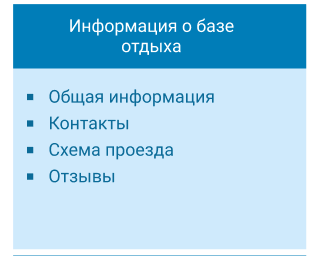 Информация о базе
отдыха
Общая информация
Контакты
Схема проезда
Отзывы